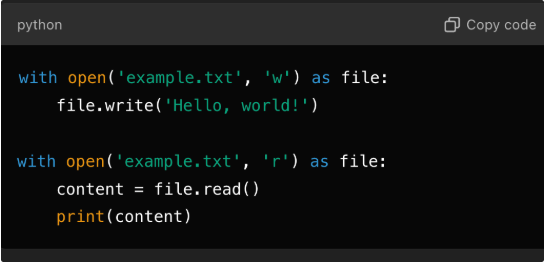 python
Copy code
with open('example.txt', 'w') as file:
    file.write('Hello, world!')
with open('example.txt', 'r') as file:
    content = file.read()
    print(content)